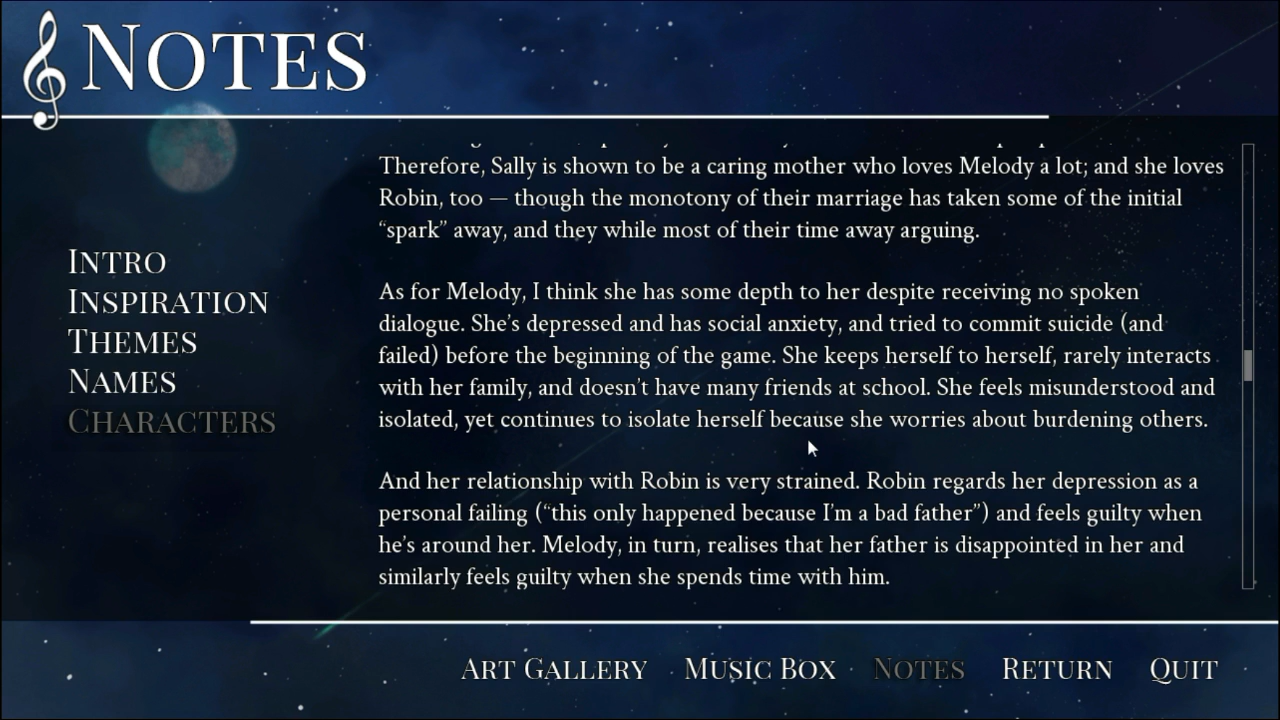 NOTES
Therefore, Sally is shown to be a caring mother who loves Melody a lot; and she loves
Robin, too — though the monotony of their marriage has taken some of the initial
“spark” away, and they while most of their time away arguing.
As for Melody, I think she has some depth to her despite receiving no spoken
dialogue. She’s depressed and has social anxiety, and tried to commit suicide (and
failed) before the beginning of the game. She keeps herself to herself, rarely interacts
with her family, and doesn’t have many friends at school. She feels misunderstood and
isolated, yet continues to isolate herself because she worries about burdening others.
And her relationship with Robin is very strained. Robin regards her depression as a
personal failing (“this only happened because I’m a bad father”) and feels guilty when
he’s around her. Melody, in turn, realises that her father is disappointed in her and
similarly feels guilty when she spends time with him.
INTRO
INSPIRATION
THEMES
NAMES
CHARACTERS
ART GALLERY MUSIC BOX NOTES RETURN QUIT